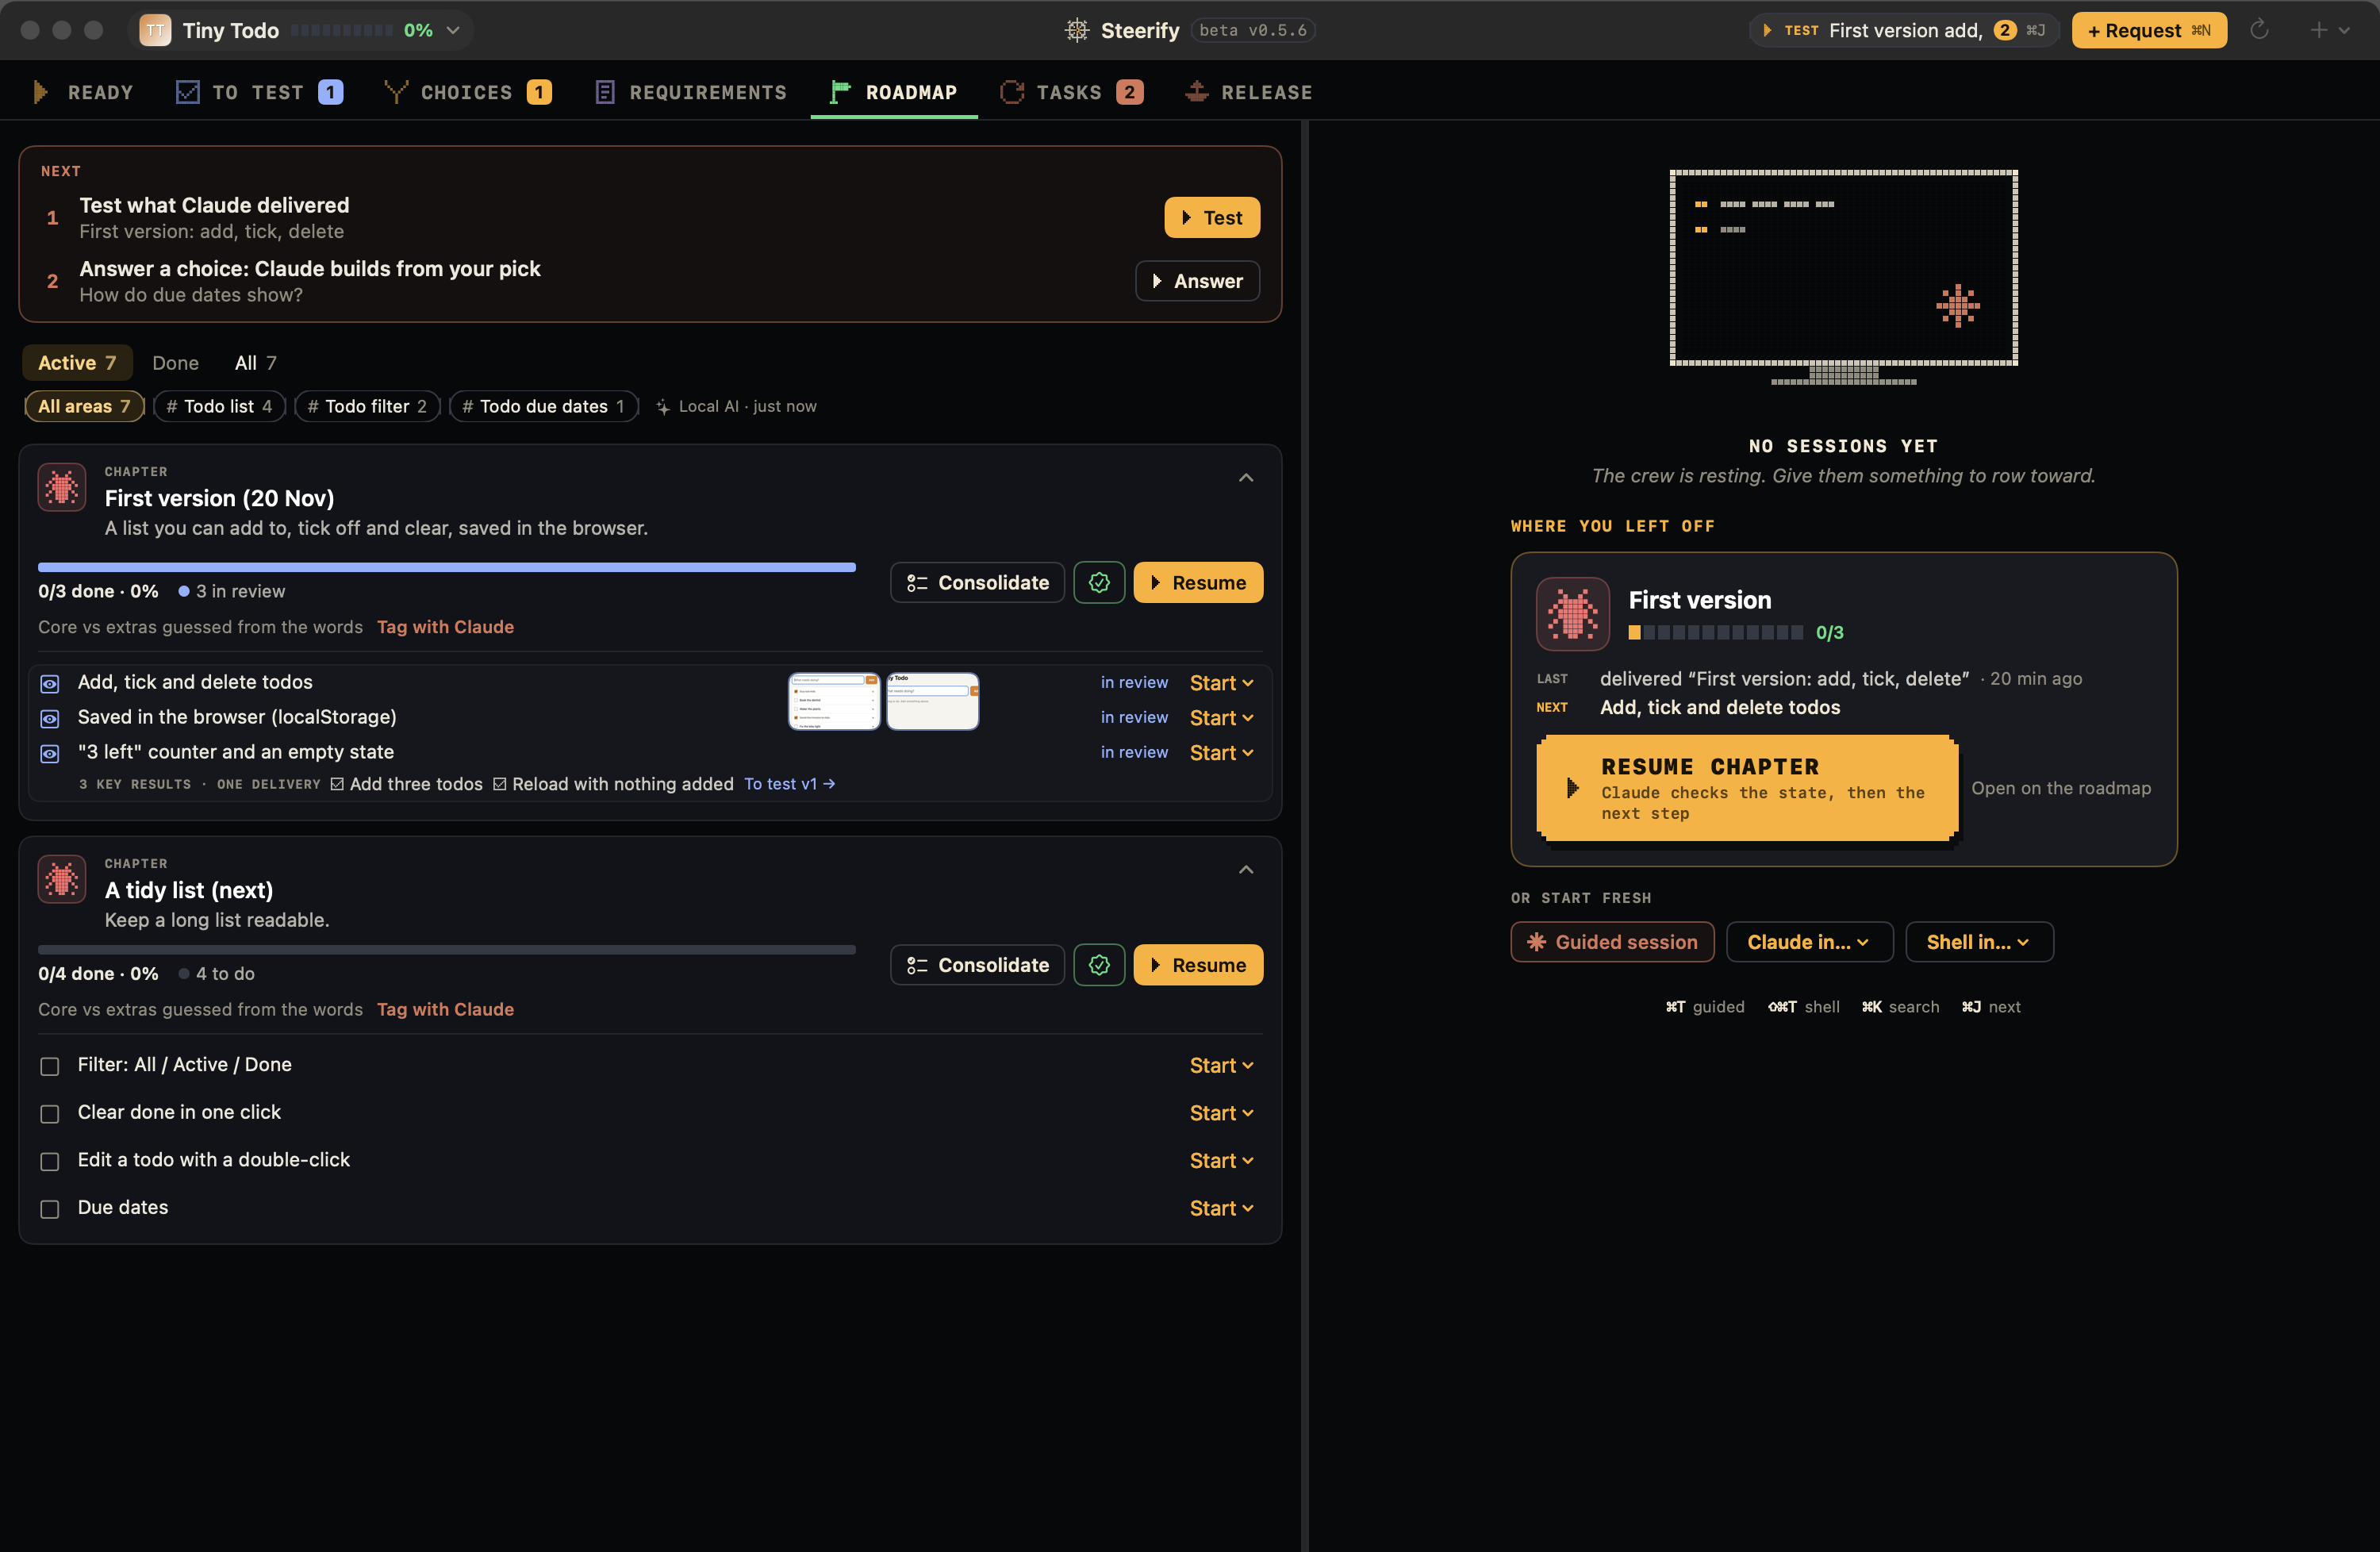 TT Tiny Todo 0%
Steerify beta v0.5.6
TEST First version add, 2 ⌘J
+ Request ⌘N
READY
TO TEST 1
CHOICES 1
REQUIREMENTS
ROADMAP
TASKS 2
RELEASE
NEXT
1 Test what Claude delivered
First version: add, tick, delete
Test
2 Answer a choice: Claude builds from your pick
How do due dates show?
Answer
Active 7 Done All 7
All areas 7 # Todo list 4 # Todo filter 2 # Todo due dates 1 Local AI · just now
CHAPTER
First version (20 Nov)
A list you can add to, tick off and clear, saved in the browser.
0/3 done · 0% 3 in review
Consolidate Resume
Core vs extras guessed from the words Tag with Claude
Add, tick and delete todos in review Start
Saved in the browser (localStorage) in review Start
"3 left" counter and an empty state in review Start
3 KEY RESULTS · ONE DELIVERY Add three todos Reload with nothing added To test v1 →
CHAPTER
A tidy list (next)
Keep a long list readable.
0/4 done · 0% 4 to do
Consolidate Resume
Core vs extras guessed from the words Tag with Claude
Filter: All / Active / Done Start
Clear done in one click Start
Edit a todo with a double-click Start
Due dates Start
NO SESSIONS YET
The crew is resting. Give them something to row toward.
WHERE YOU LEFT OFF
First version
0/3
LAST delivered “First version: add, tick, delete” · 20 min ago
NEXT Add, tick and delete todos
RESUME CHAPTER
Claude checks the state, then the
next step
Open on the roadmap
OR START FRESH
Guided session Claude in... Shell in...
⌘T guided ⇧⌘T shell ⌘K search ⌘J next